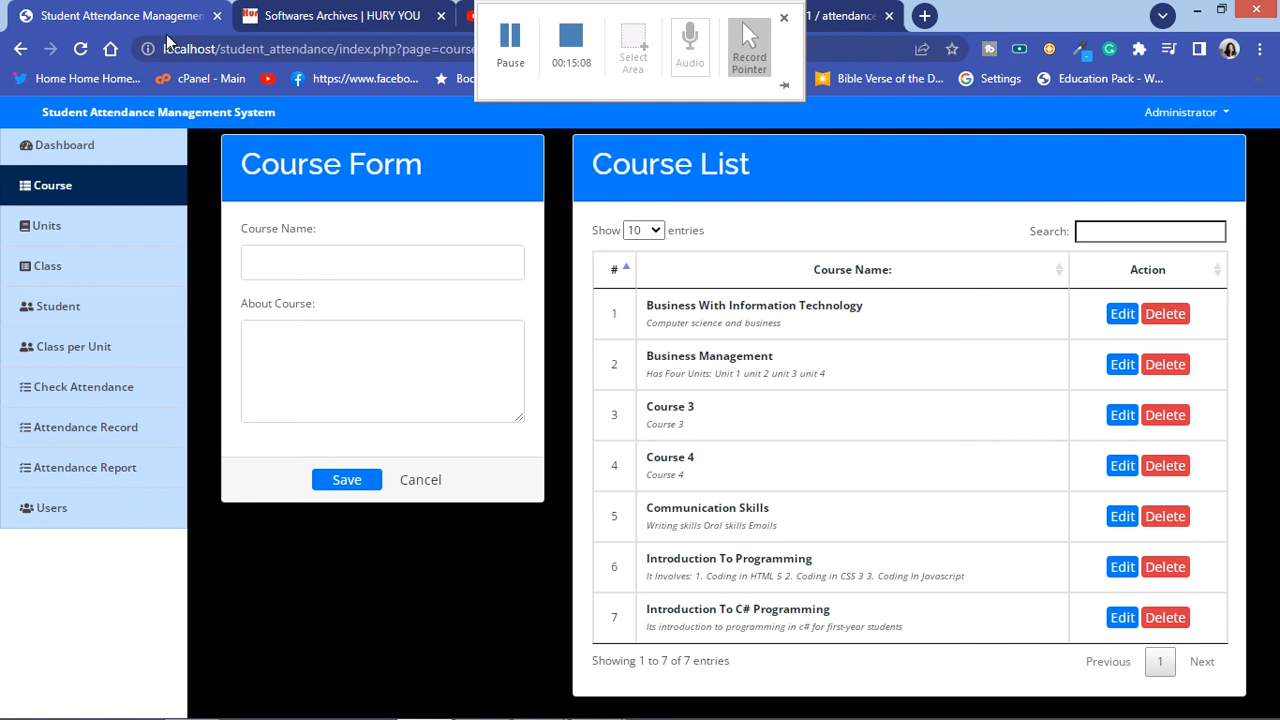 Student Attendance Managemen
Softwares Archives | HURY YOU
1 / attendanc
localhost/student_attendance/index.php?page=course
Home Home Home...
cPanel - Main
https://www.facebo...
Boo
Bible Verse of the D...
Settings
Education Pack - W...
Pause
00:15:08
Select
Area
Audio
Record
Pointer
Student Attendance Management System
Administrator
Dashboard
Course
Units
Class
Student
Class per Unit
Check Attendance
Attendance Record
Attendance Report
Users
Course Form
Course Name:
About Course:
Save
Cancel
Course List
Show 10 entries
Search:
# Course Name: Action
1 Business With Information Technology Edit Delete
Computer science and business
2 Business Management Edit Delete
Has Four Units: Unit 1 unit 2 unit 3 unit 4
3 Course 3 Edit Delete
Course 3
4 Course 4 Edit Delete
Course 4
5 Communication Skills Edit Delete
Writing skills Oral skills Emails
6 Introduction To Programming Edit Delete
It Involves: 1. Coding in HTML 5 2. Coding in CSS 3 3. Coding In Javascript
7 Introduction To C# Programming Edit Delete
Its introduction to programming in c# for first-year students
Showing 1 to 7 of 7 entries
Previous 1 Next